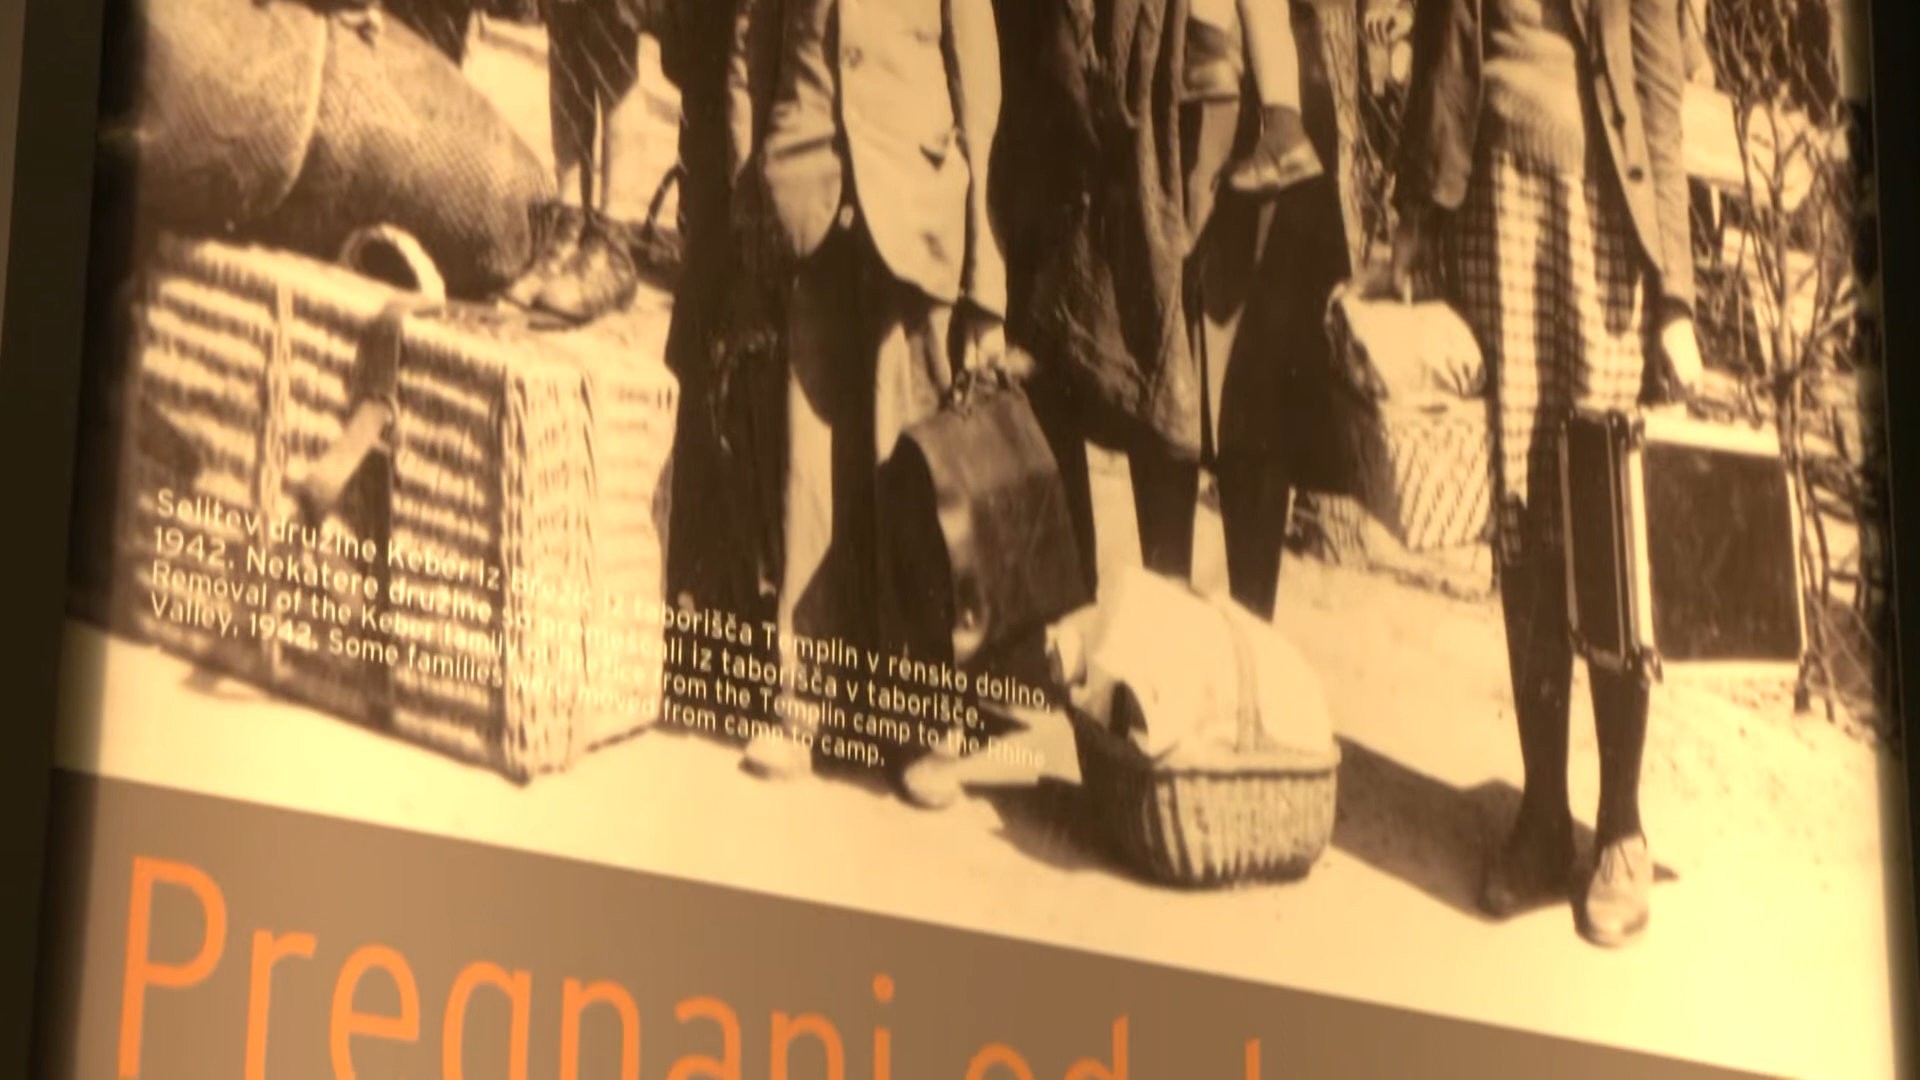 Selitev družine Keber iz Brežic iz taborišča Templin v rensko dolino,
1942. Nekatere družine so premeščali iz taborišča v taborišče.
Removal of the Keber family of Brežice from the Templin camp to the Rhine
Valley, 1942. Some families were moved from camp to camp.
Pregnani od